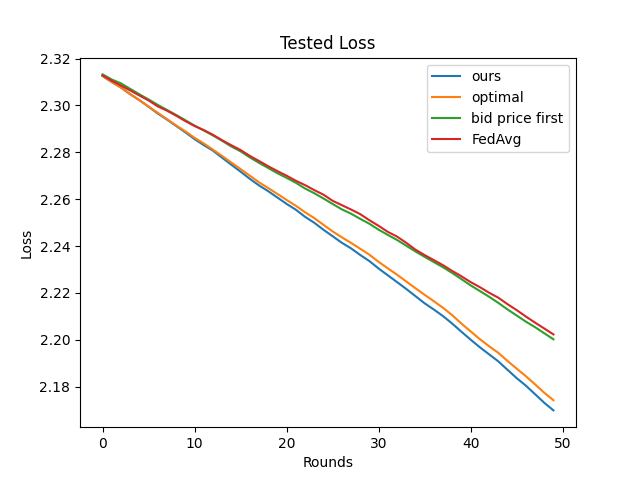 Tested Loss
2.32
2.30
2.28
2.26
2.24
2.22
2.20
2.18
Loss
ours
optimal
bid price first
FedAvg
0
10
20
30
40
50
Rounds